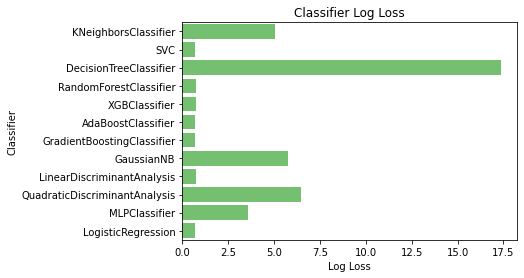 Classifier Log Loss
Classifier
KNeighborsClassifier
SVC
DecisionTreeClassifier
RandomForestClassifier
XGBClassifier
AdaBoostClassifier
GradientBoostingClassifier
GaussianNB
LinearDiscriminantAnalysis
QuadraticDiscriminantAnalysis
MLPClassifier
LogisticRegression
0.0 2.5 5.0 7.5 10.0 12.5 15.0 17.5
Log Loss